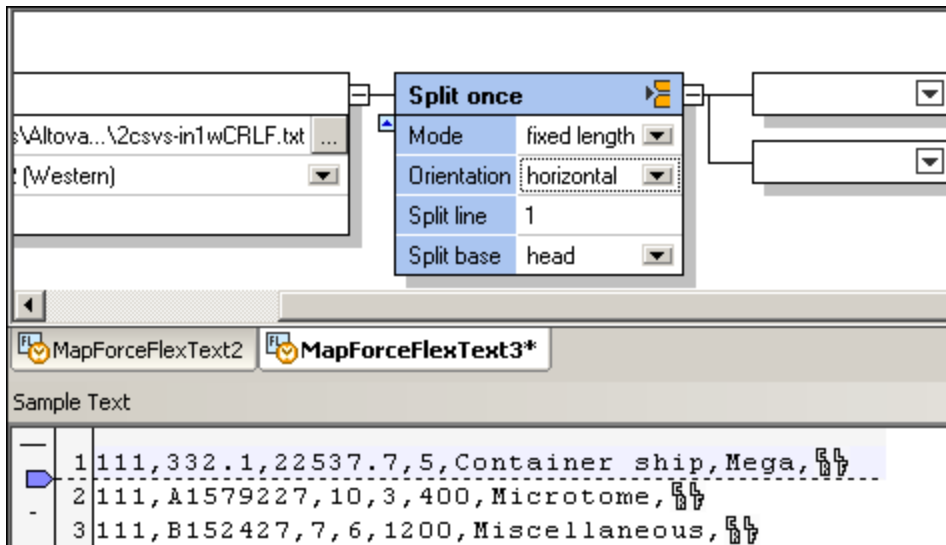 Split once
s\Altova...\2csvs-in1wCRLF.txt ...
Mode fixed length
(Western)
Orientation horizontal
Split line 1
Split base head
MapForceFlexText2 MapForceFlexText3*
Sample Text
1 111,332.1,22537.7,5,Container ship,Mega,␍␊
2 111,A1579227,10,3,400,Microtome,␍␊
3 111,B152427,7,6,1200,Miscellaneous,␍␊